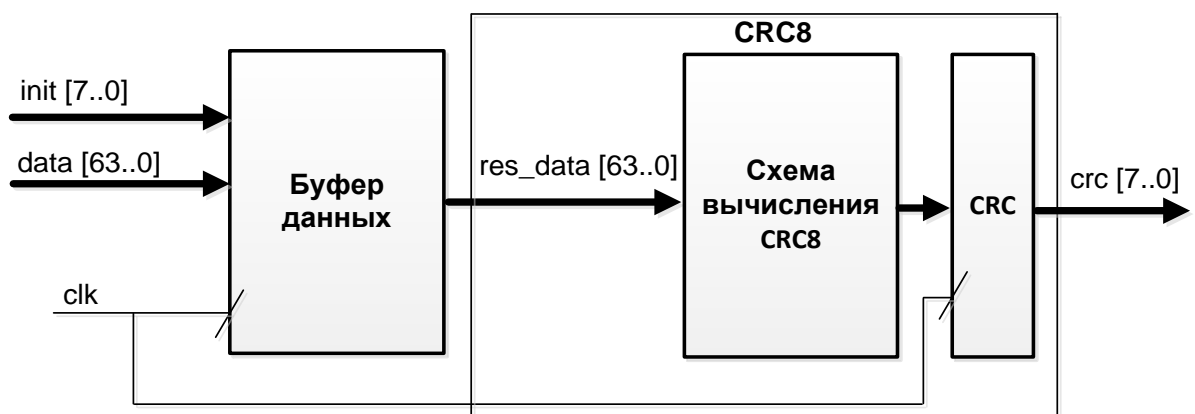 CRC8
init [7..0]
data [63..0]
Буфер
данных
res_data [63..0]
Схема
вычисления
CRC8
CRC
crc [7..0]
clk